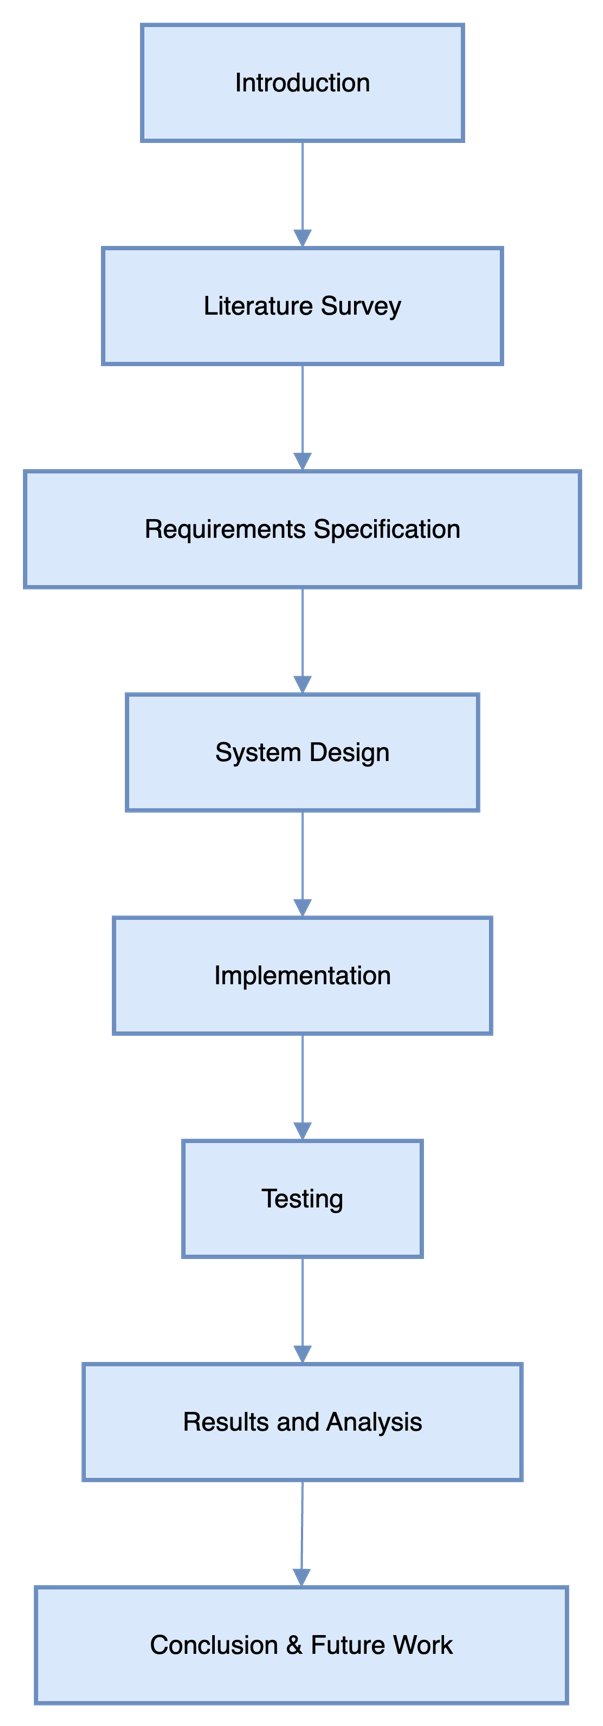 Introduction
Literature Survey
Requirements Specification
System Design
Implementation
Testing
Results and Analysis
Conclusion & Future Work